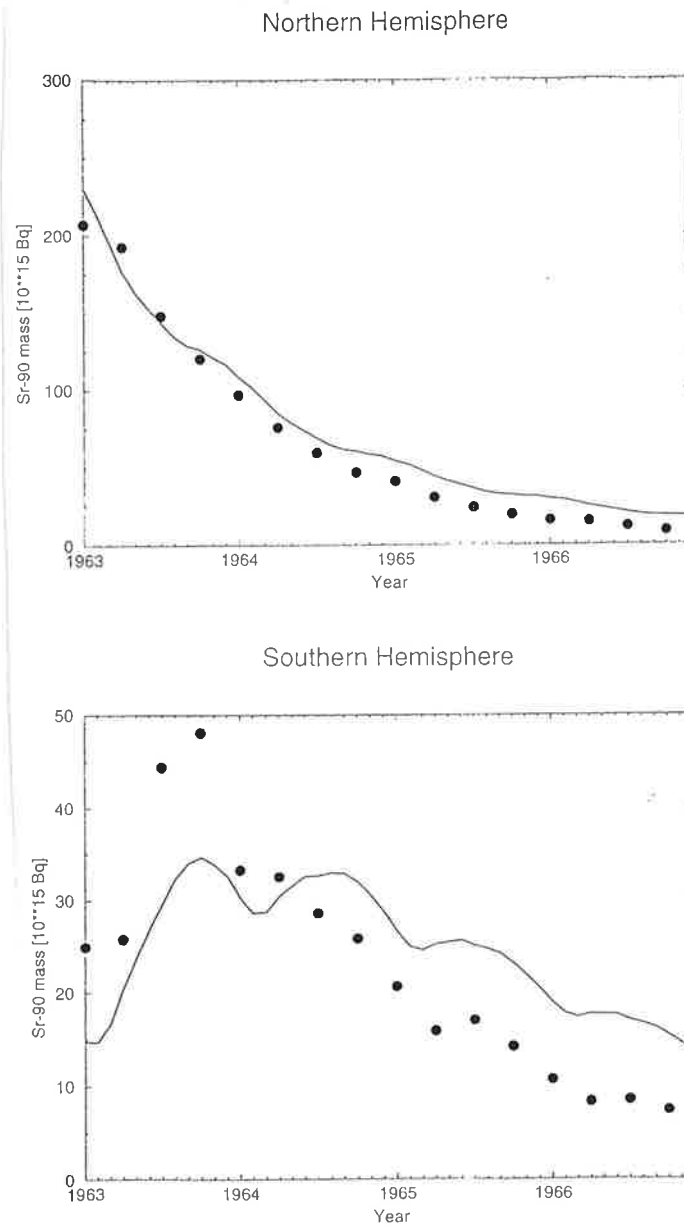 Northern Hemisphere
300
200
100
0
Sr-90 mass [10**15 Bq]
1963 1964 1965 1966
Year
Southern Hemisphere
50
40
30
20
10
0
Sr-90 mass [10**15 Bq]
1963 1964 1965 1966
Year